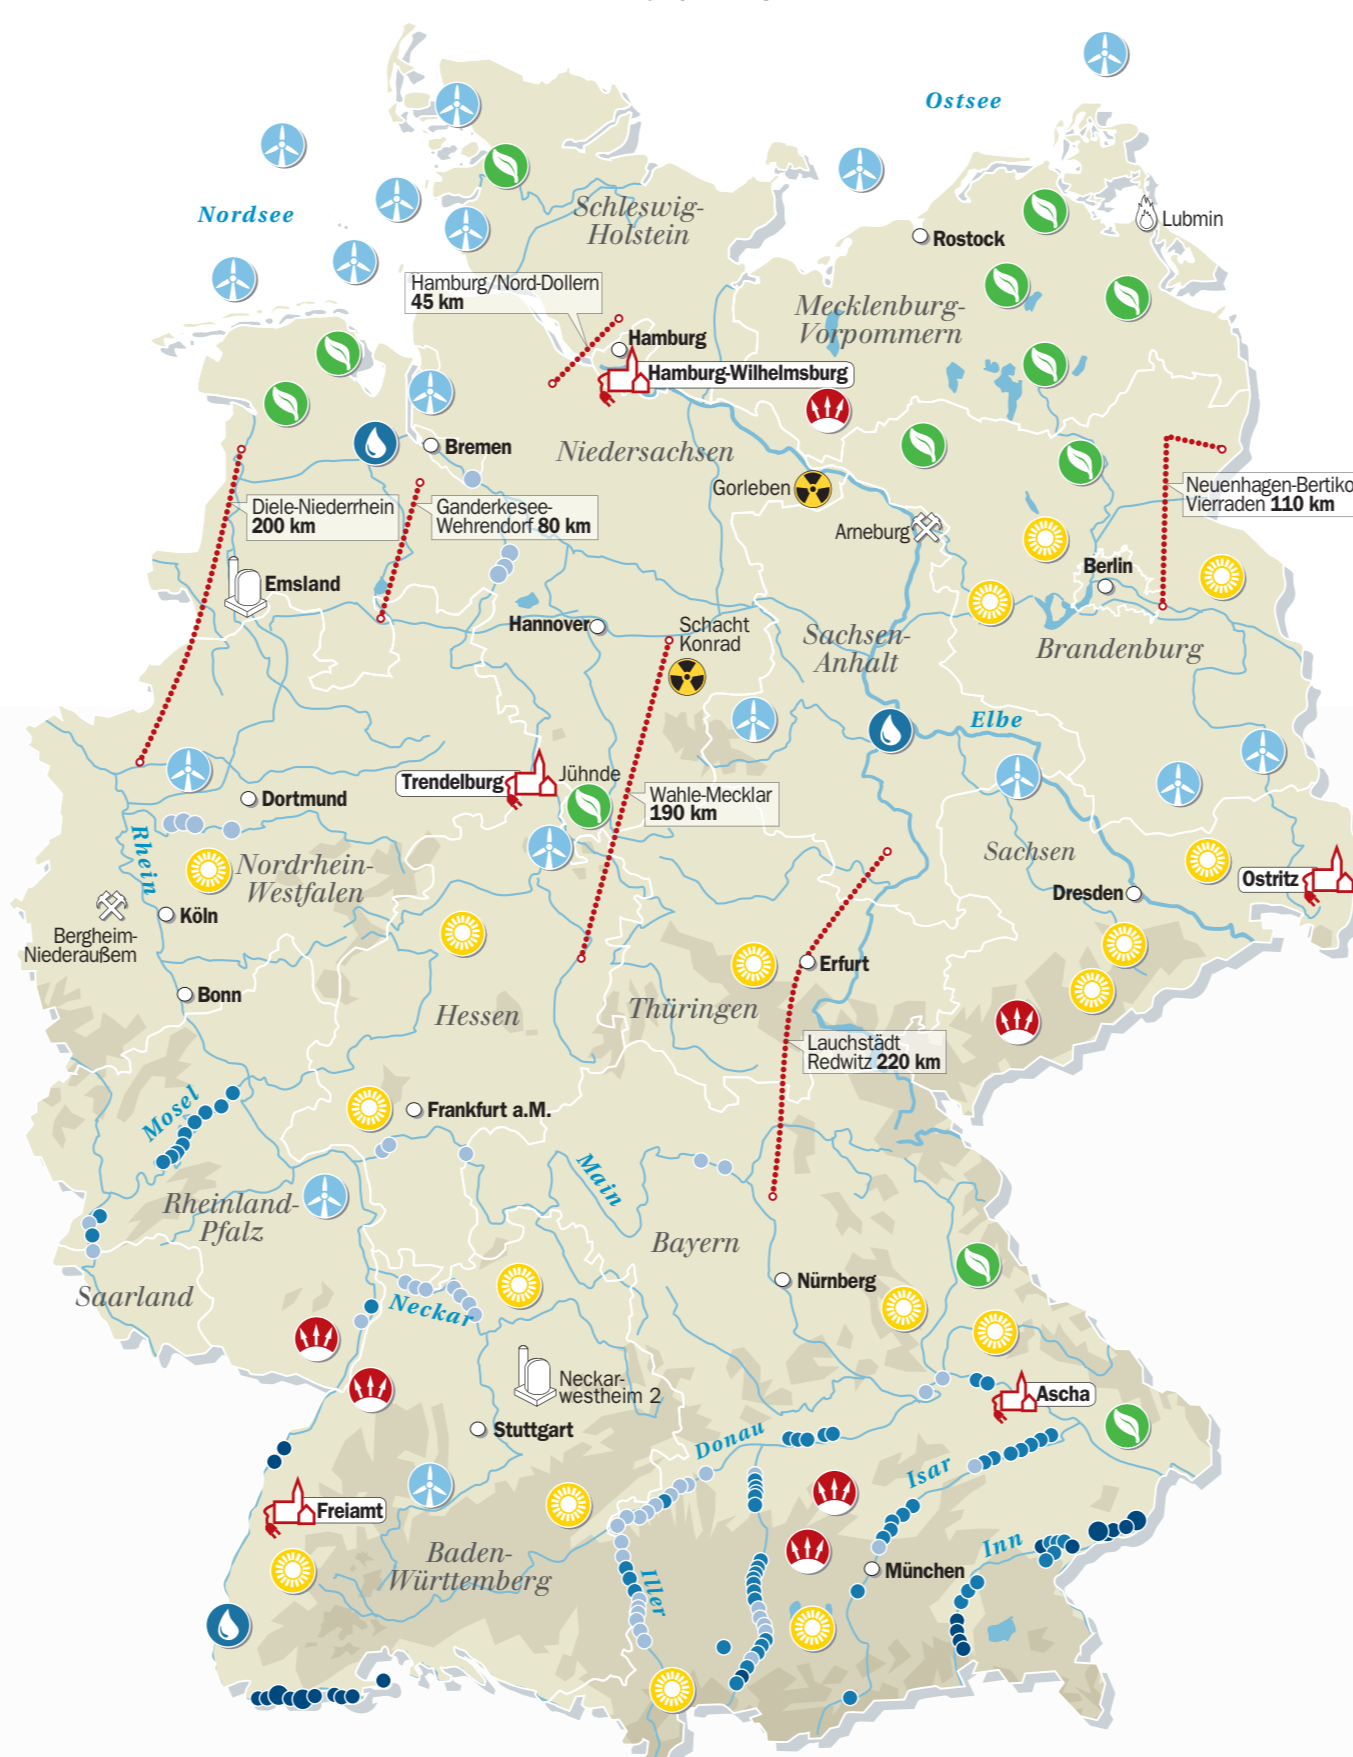 Ostsee
Nordsee
Schleswig-
Holstein
Lubmin
Rostock
Hamburg/Nord-Dollern
45 km
Mecklenburg-
Vorpommern
Hamburg
Hamburg-Wilhelmsburg
Bremen
Niedersachsen
Gorleben
Diele-Niederrhein
200 km
Ganderkesee-
Wehrendorf 80 km
Neuenhagen-Bertiko
Vierraden 110 km
Arneburg
Berlin
Emsland
Hannover
Schacht
Konrad
Sachsen-
Anhalt
Brandenburg
Elbe
Trendelburg
Jühnde
Dortmund
Wahle-Mecklar
190 km
Rhein
Nordrhein-
Westfalen
Sachsen
Ostritz
Dresden
Köln
Bergheim-
Niederaußem
Erfurt
Bonn
Hessen
Thüringen
Lauchstädt
Redwitz 220 km
Mosel
Frankfurt a.M.
Main
Rheinland-
Pfalz
Bayern
Saarland
Nürnberg
Neckar
Neckar-
westheim 2
Ascha
Stuttgart
Donau
Isar
Freiamt
Inn
Baden-
Württemberg
Iller
München